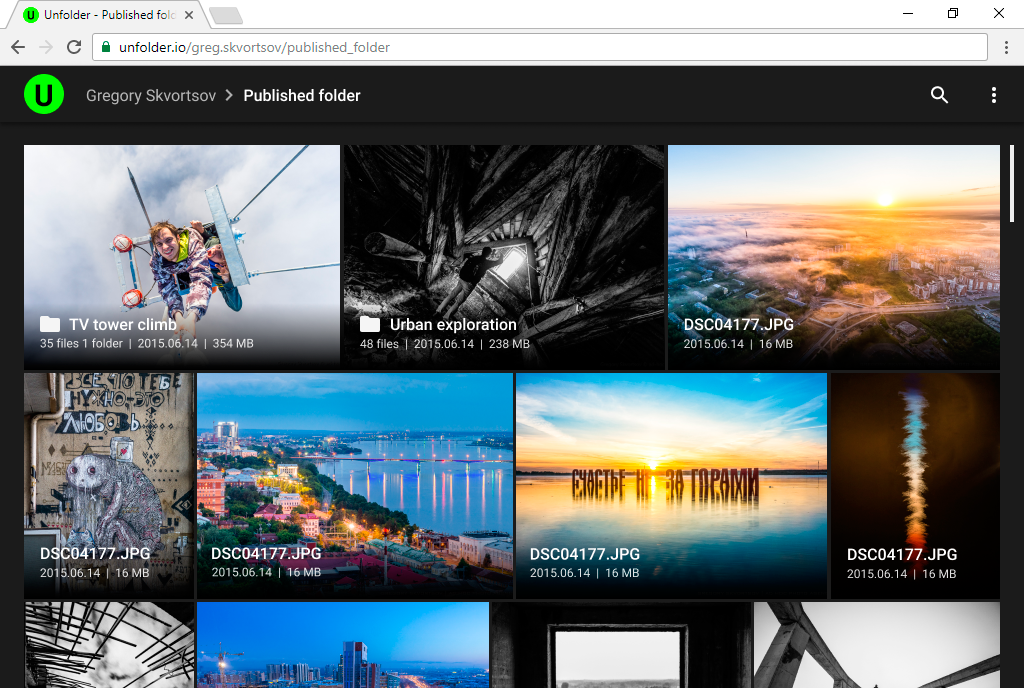 Unfolder - Published fol
unfolder.io/greg.skvortsov/published_folder
U
Gregory Skvortsov
Published folder
TV tower climb
35 files 1 folder | 2015.06.14 | 354 MB
Urban exploration
48 files | 2015.06.14 | 238 MB
DSC04177.JPG
2015.06.14 | 16 MB
ВСЁ ЧТО ТЕБЕ
НУЖНО-ЭТО
ЛЮБОВЬ
DSC04177.JPG
2015.06.14 | 16 MB
DSC04177.JPG
2015.06.14 | 16 MB
СЧАСТЬЕ НЕ ЗА ГОРАМИ
DSC04177.JPG
2015.06.14 | 16 MB
DSC04177.JPG
2015.06.14 | 16 MB